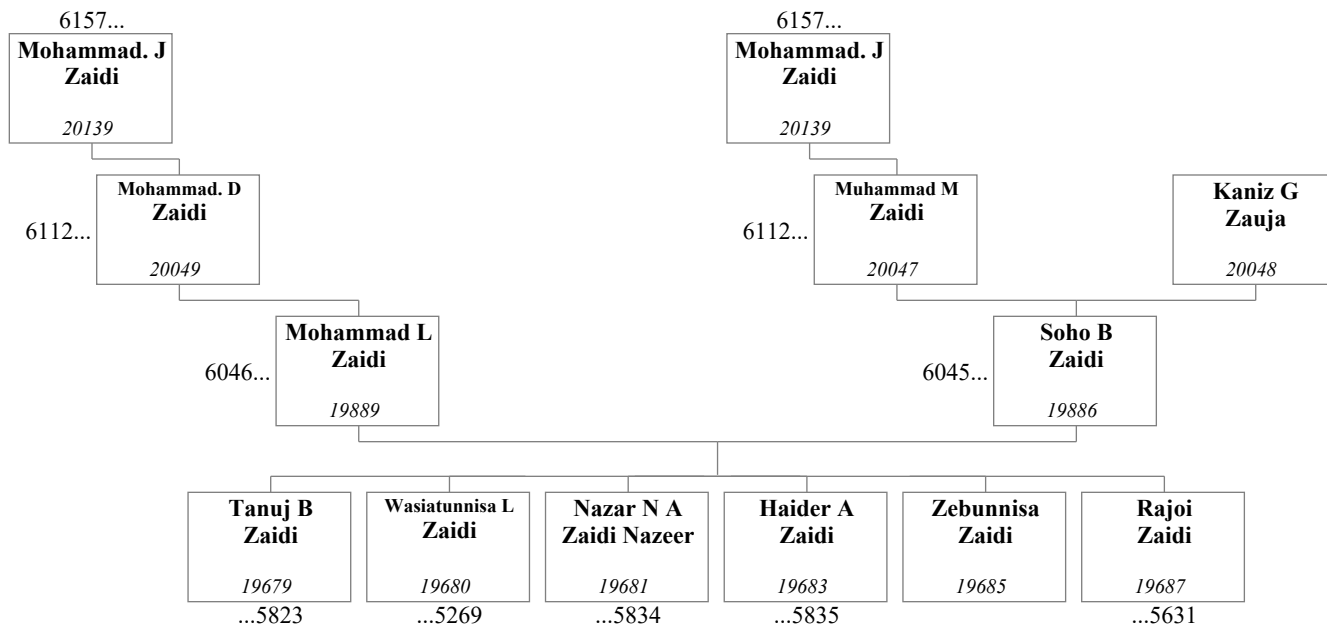 6157...
Mohammad. J
Zaidi
20139
6157...
Mohammad. J
Zaidi
20139
6112...
Mohammad. D
Zaidi
20049
6112...
Muhammad M
Zaidi
20047
Kaniz G
Zauja
20048
6046...
Mohammad L
Zaidi
19889
6045...
Soho B
Zaidi
19886
Tanuj B
Zaidi
19679
...5823
Wasiatunnisa L
Zaidi
19680
...5269
Nazar N A
Zaidi Nazeer
19681
...5834
Haider A
Zaidi
19683
...5835
Zebunnisa
Zaidi
19685
Rajoi
Zaidi
19687
...5631